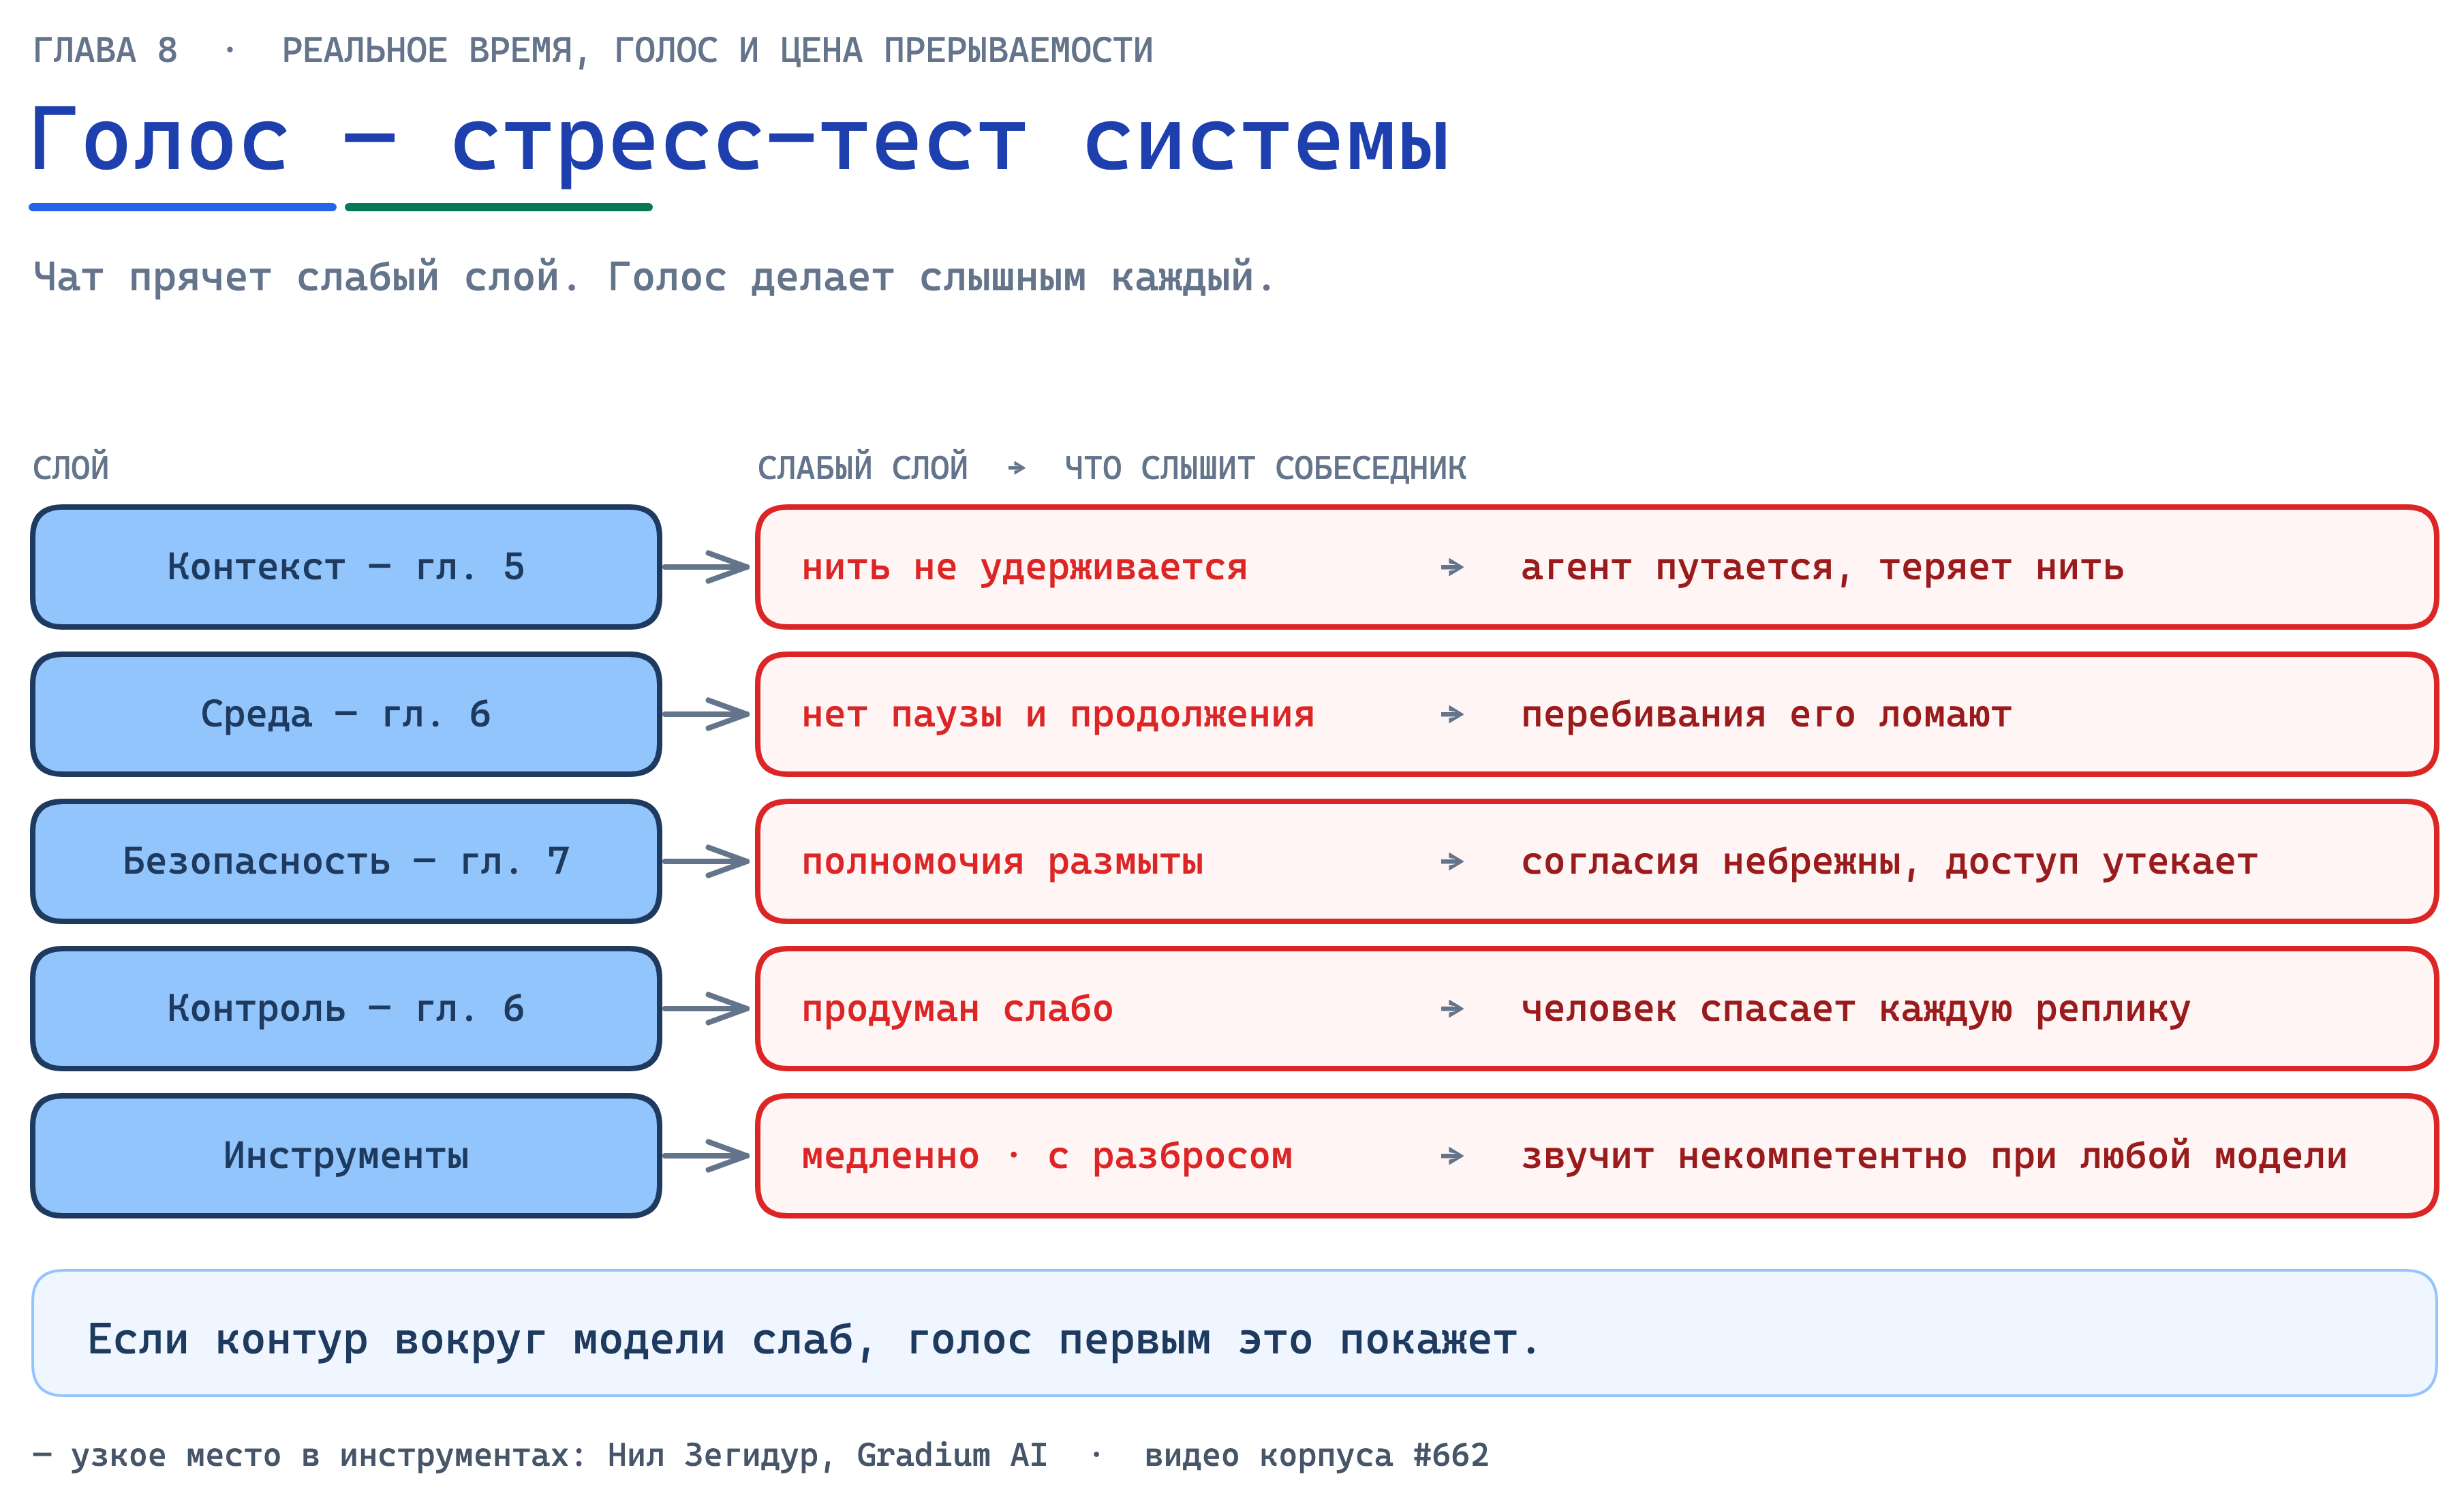 ГЛАВА 8 · РЕАЛЬНОЕ ВРЕМЯ, ГОЛОС И ЦЕНА ПРЕРЫВАЕМОСТИ
Голос — стресс-тест системы
Чат прячет слабый слой. Голос делает слышным каждый.
СЛОЙ
СЛАБЫЙ СЛОЙ → ЧТО СЛЫШИТ СОБЕСЕДНИК
Контекст — гл. 5
нить не удерживается → агент путается, теряет нить
Среда — гл. 6
нет паузы и продолжения → перебивания его ломают
Безопасность — гл. 7
полномочия размыты → согласия небрежны, доступ утекает
Контроль — гл. 6
продуман слабо → человек спасает каждую реплику
Инструменты
медленно · с разбросом → звучит некомпетентно при любой модели
Если контур вокруг модели слаб, голос первым это покажет.
— узкое место в инструментах: Нил Зегидур, Gradium AI · видео корпуса #662